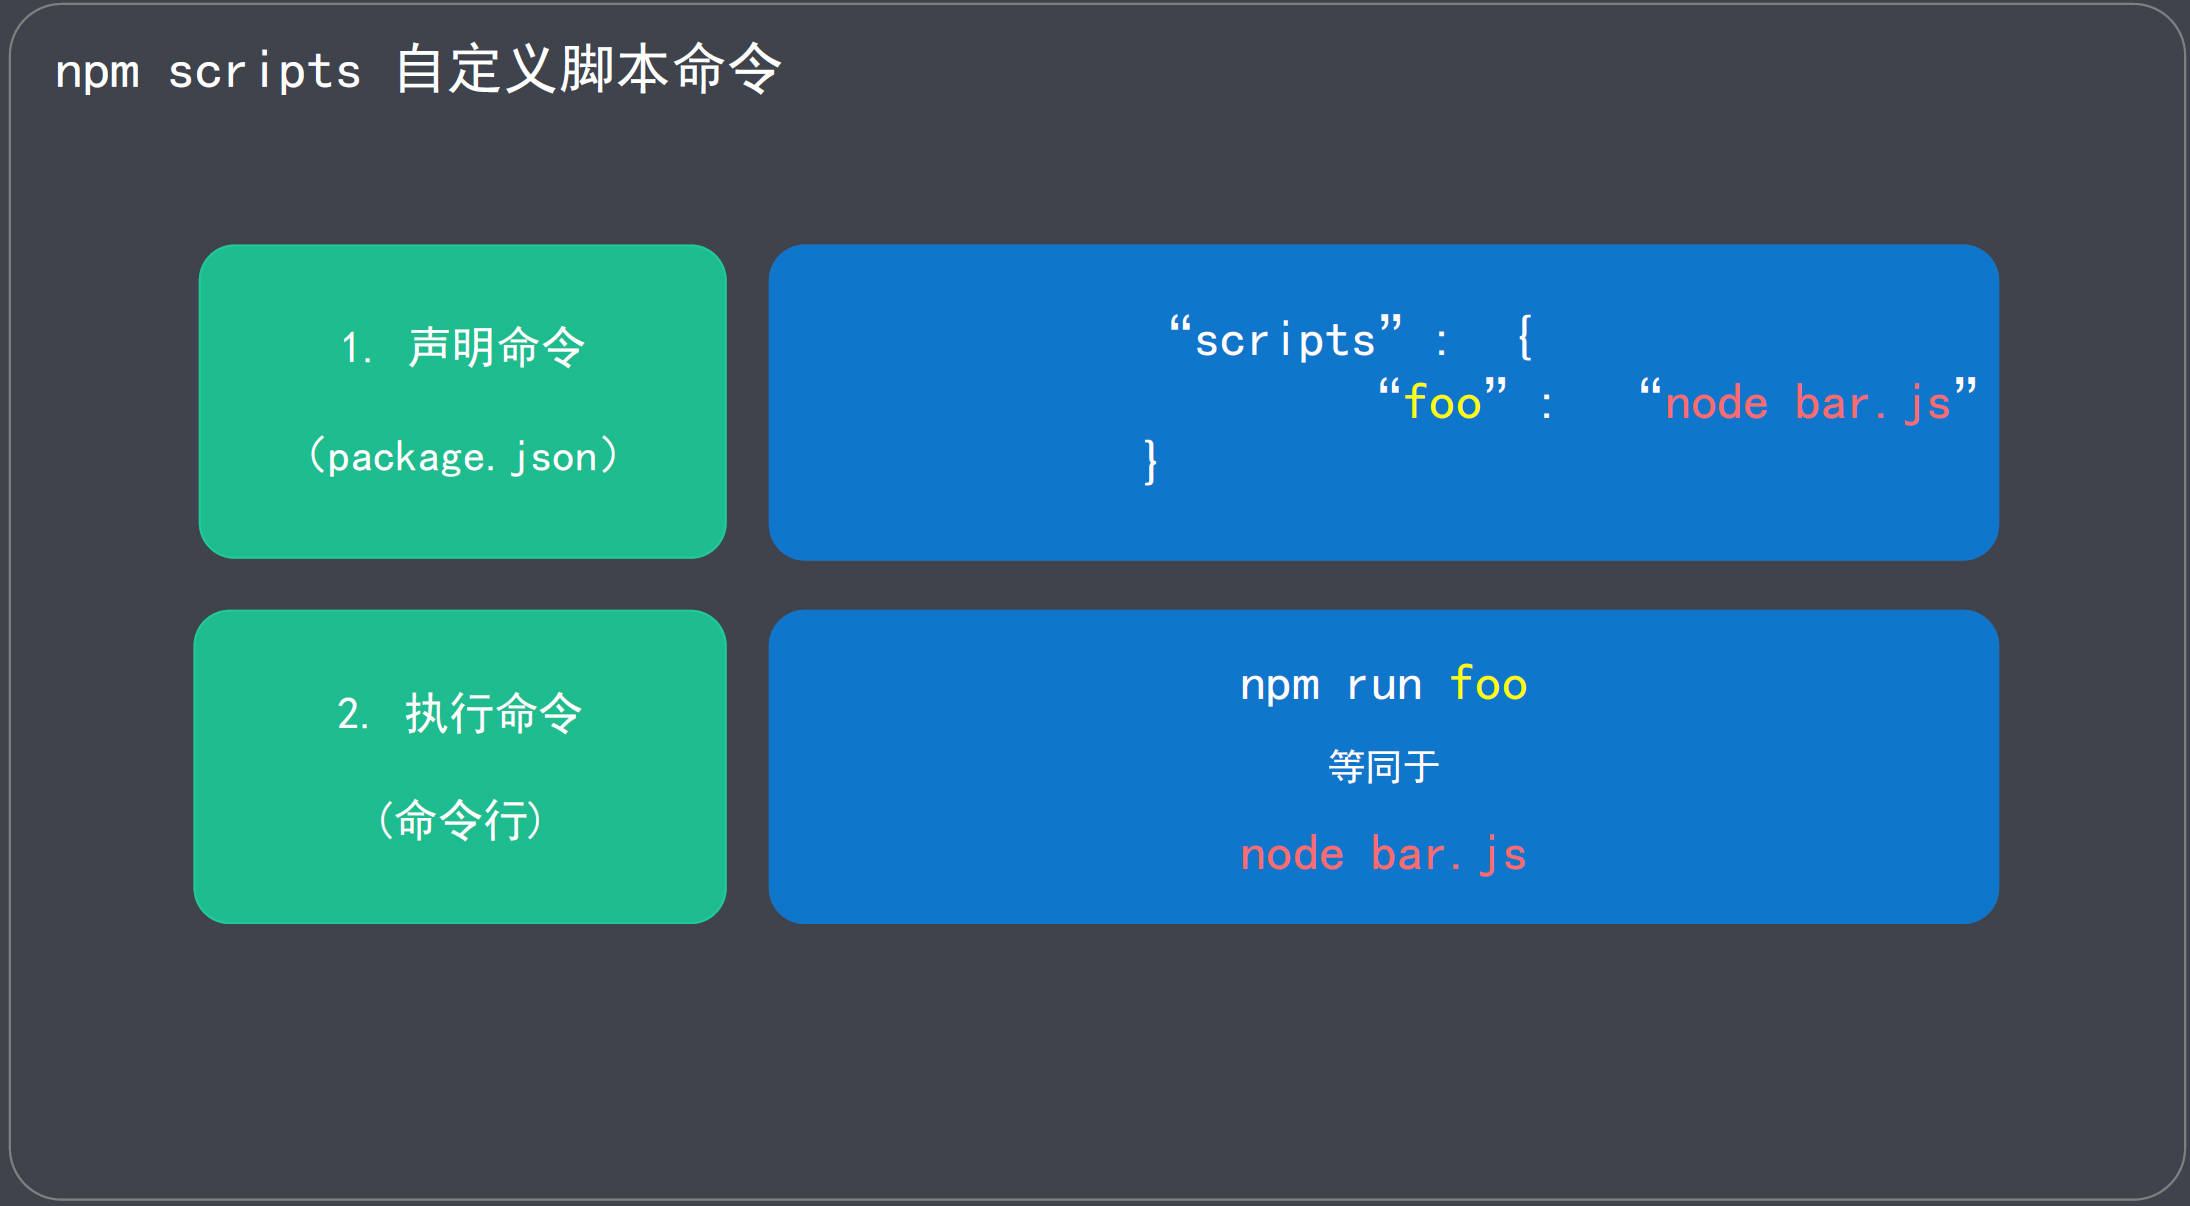 npm scripts 自定义脚本命令
1. 声明命令
(package.json)
“scripts” : {
“foo” : “node bar.js”
}
2. 执行命令
(命令行)
npm run foo
等同于
node bar.js